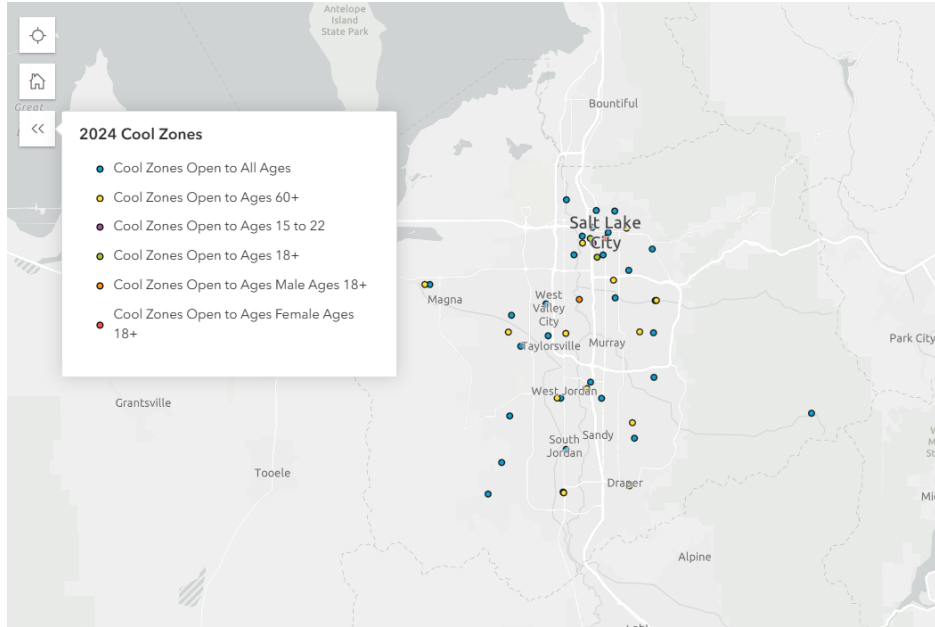 Antelope
Island
State Park
Great
Bountiful
2024 Cool Zones
Cool Zones Open to All Ages
Cool Zones Open to Ages 60+
Cool Zones Open to Ages 15 to 22
Cool Zones Open to Ages 18+
Cool Zones Open to Ages Male Ages 18+
Cool Zones Open to Ages Female Ages
18+
Salt Lake
City
Magna
West
Valley
City
Taylorsville
Murray
Park City
West Jordan
Grantsville
South
Jordan
Sandy
Tooele
Draper
Alpine